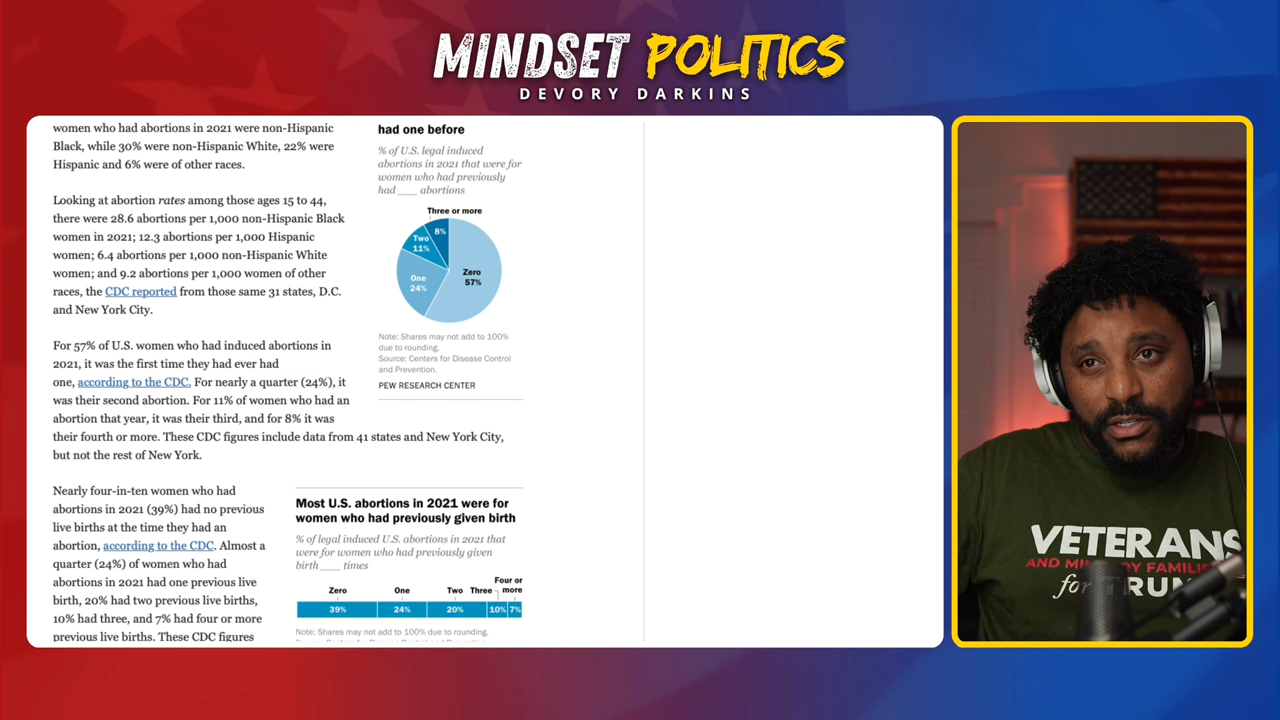 MINDSET POLITICS
DEVORY DARKINS
women who had abortions in 2021 were non-Hispanic
Black, while 30% were non-Hispanic White, 22% were
Hispanic and 6% were of other races.
Looking at abortion rates among those ages 15 to 44,
there were 28.6 abortions per 1,000 non-Hispanic Black
women in 2021; 12.3 abortions per 1,000 Hispanic
women; 6.4 abortions per 1,000 non-Hispanic White
women; and 9.2 abortions per 1,000 women of other
races, the CDC reported from those same 31 states, D.C.
and New York City.
For 57% of U.S. women who had induced abortions in
2021, it was the first time they had ever had
one, according to the CDC. For nearly a quarter (24%), it
was their second abortion. For 11% of women who had an
abortion that year, it was their third, and for 8% it was
their fourth or more. These CDC figures include data from 41 states and New York City,
but not the rest of New York.
Nearly four-in-ten women who had
abortions in 2021 (39%) had no previous
live births at the time they had an
abortion, according to the CDC. Almost a
quarter (24%) of women who had
abortions in 2021 had one previous live
birth, 20% had two previous live births,
10% had three, and 7% had four or more
previous live births. These CDC figures
had one before
% of U.S. legal induced
abortions in 2021 that were for
women who had previously
had ___ abortions
Three or more
8%
Two
11%
One
24%
Zero
57%
Note: Shares may not add to 100%
due to rounding.
Source: Centers for Disease Control
and Prevention.
PEW RESEARCH CENTER
Most U.S. abortions in 2021 were for
women who had previously given birth
% of legal induced U.S. abortions in 2021 that
were for women who had previously given
birth ___ times
Four or
Zero One Two Three more
39% 24% 20% 10% 7%
Note: Shares may not add to 100% due to rounding.
VETERANS
AND MILITARY FAMILIE
for TRUM